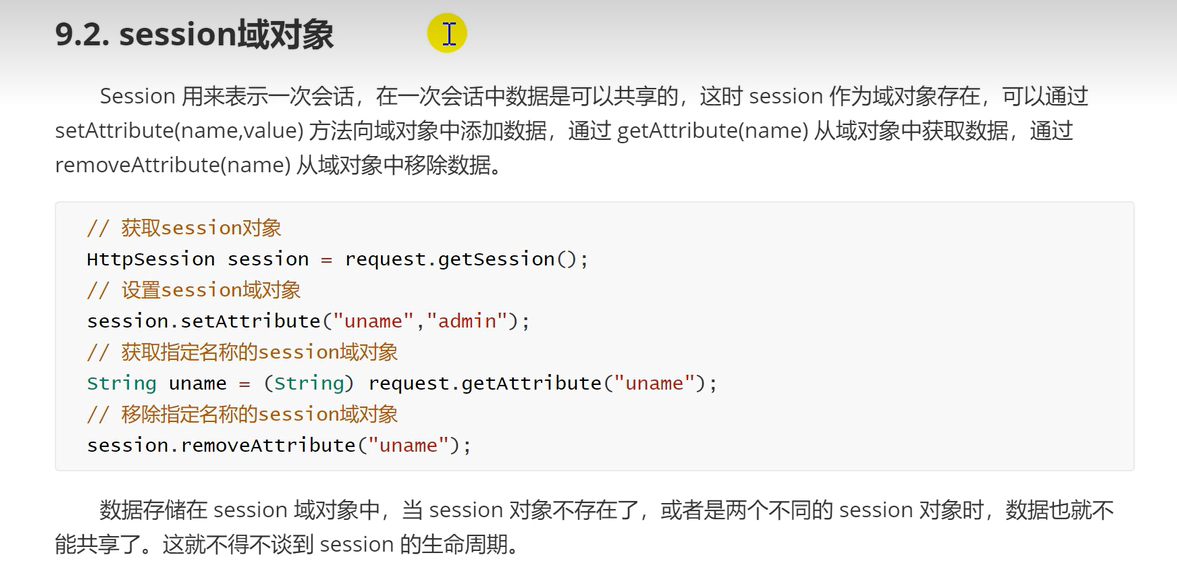 9.2. session域对象
Session 用来表示一次会话，在一次会话中数据是可以共享的，这时 session 作为域对象存在，可以通过
setAttribute(name,value) 方法向域对象中添加数据，通过 getAttribute(name) 从域对象中获取数据，通过
removeAttribute(name) 从域对象中移除数据。
// 获取session对象
HttpSession session = request.getSession();
// 设置session域对象
session.setAttribute("uname","admin");
// 获取指定名称的session域对象
String uname = (String) request.getAttribute("uname");
// 移除指定名称的session域对象
session.removeAttribute("uname");
数据存储在 session 域对象中，当 session 对象不存在了，或者是两个不同的 session 对象时，数据也就不
能共享了。这就不得不谈到 session 的生命周期。